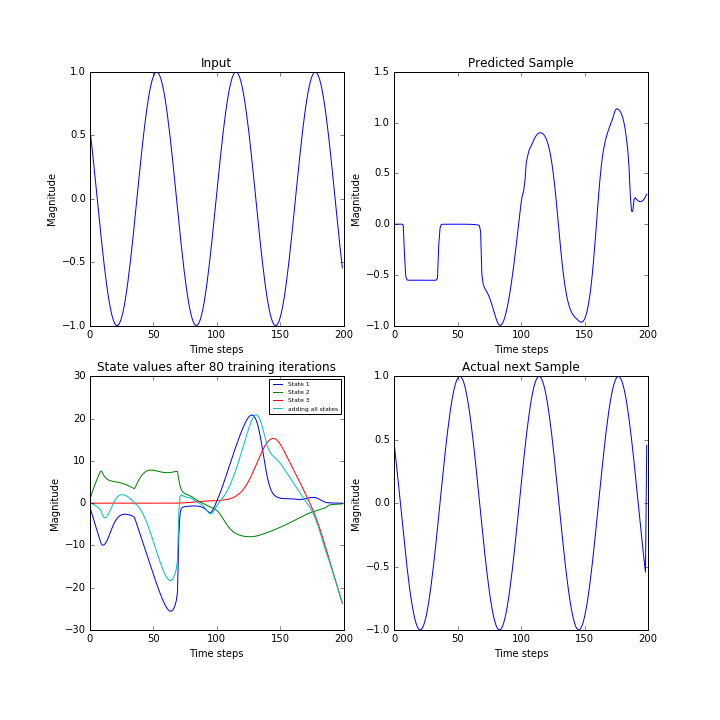 Input
1.0
0.5
0.0
−0.5
−1.0
Magnitude
0
50
100
150
200
Time steps
Predicted Sample
1.5
1.0
0.5
0.0
−0.5
−1.0
Magnitude
0
50
100
150
200
Time steps
State values after 80 training iterations
30
20
10
0
−10
−20
−30
Magnitude
State 1
State 2
State 3
adding all states
0
50
100
150
200
Time steps
Actual next Sample
1.0
0.5
0.0
−0.5
−1.0
Magnitude
0
50
100
150
200
Time steps